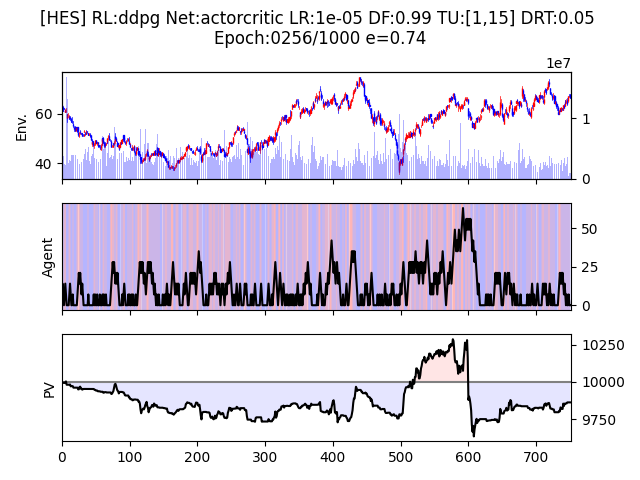 [HES] RL:ddpg Net:actorcritic LR:1e-05 DF:0.99 TU:[1,15] DRT:0.05
Epoch:0256/1000 e=0.74
1e7
Env.
60
40
1
0
Agent
50
25
0
PV
10250
10000
9750
0 100 200 300 400 500 600 700